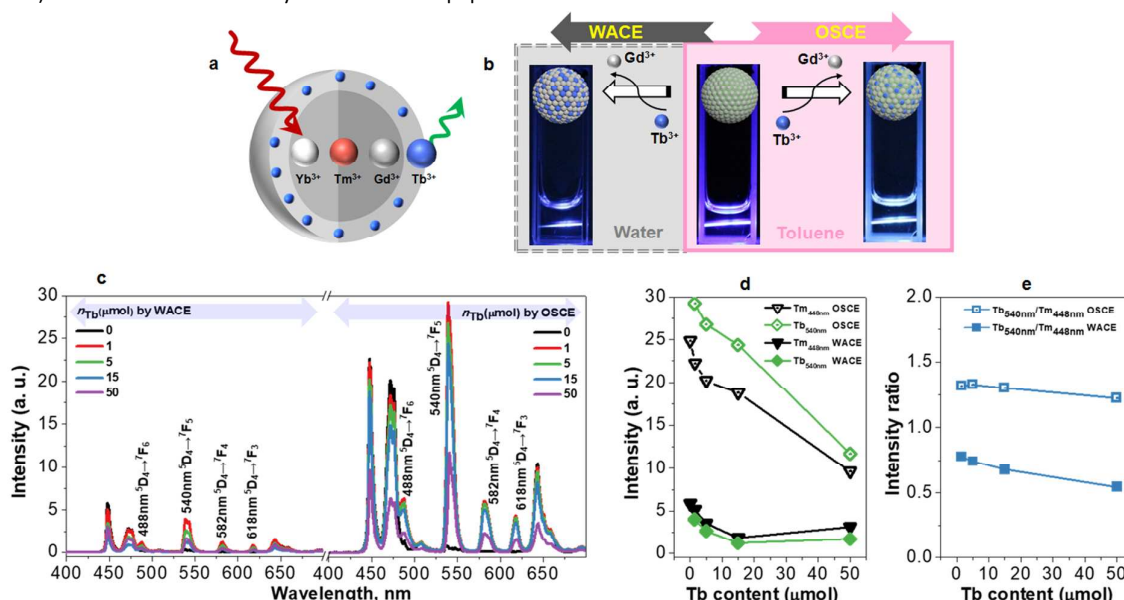 WACE
OSCE
a
Yb³⁺
Tm³⁺
Gd³⁺
Tb³⁺
b
Gd³⁺
Tb³⁺
Water
Gd³⁺
Tb³⁺
Toluene
c
nTb(μmol) by WACE
nTb(μmol) by OSCE
0
1
5
15
50
0
1
5
15
50
488nm ⁵D₄→⁷F₆
540nm ⁵D₄→⁷F₅
582nm ⁵D₄→⁷F₄
618nm ⁵D₄→⁷F₃
488nm ⁵D₄→⁷F₆
540nm ⁵D₄→⁷F₅
582nm ⁵D₄→⁷F₄
618nm ⁵D₄→⁷F₃
Intensity (a. u.)
30
25
20
15
10
5
0
400 450 500 550 600 650 400 450 500 550 600 650
Wavelength, nm
d
Tm448nm OSCE
Tb540nm OSCE
Tm448nm WACE
Tb540nm WACE
Intensity (a. u.)
30
25
20
15
10
5
0
0 10 20 30 40 50
Tb content (μmol)
e
Tb540nm/Tm448nm OSCE
Tb540nm/Tm448nm WACE
Intensity ratio
2.0
1.5
1.0
0.5
0.0
0 10 20 30 40 50
Tb content (μmol)